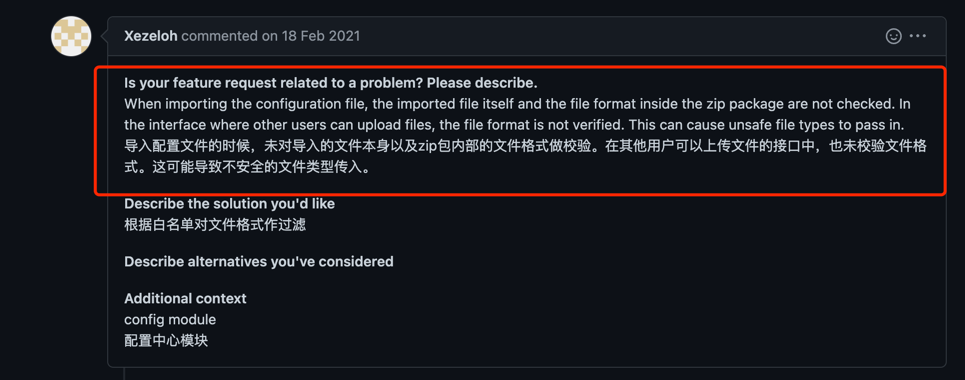 Xezeloh commented on 18 Feb 2021
Is your feature request related to a problem? Please describe.
When importing the configuration file, the imported file itself and the file format inside the zip package are not checked. In
the interface where other users can upload files, the file format is not verified. This can cause unsafe file types to pass in.
导入配置文件的时候，未对导入的文件本身以及zip包内部的文件格式做校验。在其他用户可以上传文件的接口中，也未校验文件格
式。这可能导致不安全的文件类型传入。
Describe the solution you'd like
根据白名单对文件格式作过滤
Describe alternatives you've considered
Additional context
config module
配置中心模块